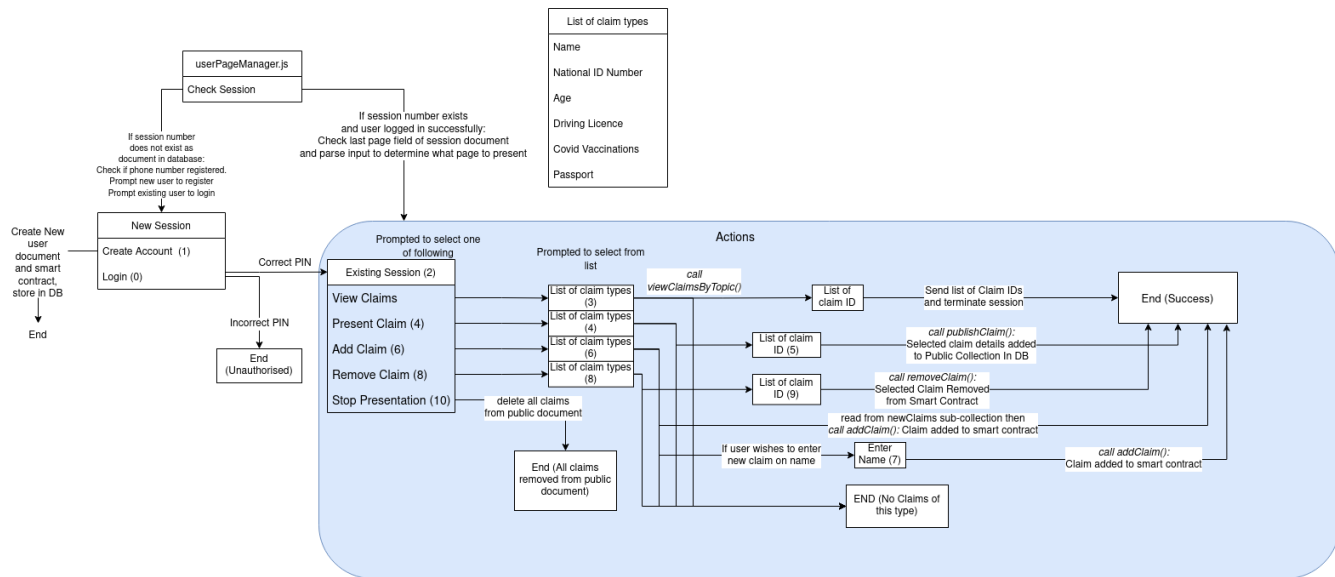 List of claim types
Name
National ID Number
Age
Driving Licence
Covid Vaccinations
Passport
userPageManager.js
Check Session
If session number
does not exist as
document in database:
Check if phone number registered.
Prompt new user to register
Prompt existing user to login
If session number exists
and user logged in successfully:
Check last page field of session document
and parse input to determine what page to present
New Session
Create Account (1)
Login (0)
Create New
user
document
and smart
contract,
store in DB
End
Correct PIN
Incorrect PIN
End
(Unauthorised)
Actions
Prompted to select one
of following
Existing Session (2)
View Claims
Present Claim (4)
Add Claim (6)
Remove Claim (8)
Stop Presentation (10)
Prompted to select from
list
List of claim types
(3)
List of claim types
(4)
List of claim types
(6)
List of claim types
(8)
call
viewClaimsByTopic()
List of
claim ID
Send list of Claim IDs
and terminate session
End (Success)
List of claim
ID (5)
call publishClaim():
Selected claim details added
to Public Collection In DB
List of claim
ID (9)
call removeClaim():
Selected Claim Removed
from Smart Contract
read from newClaims sub-collection then
call addClaim(): Claim added to smart contract
If user wishes to enter
new claim on name
Enter
Name (7)
call addClaim():
Claim added to smart contract
delete all claims
from public document
End (All claims
removed from public
document)
END (No Claims of
this type)